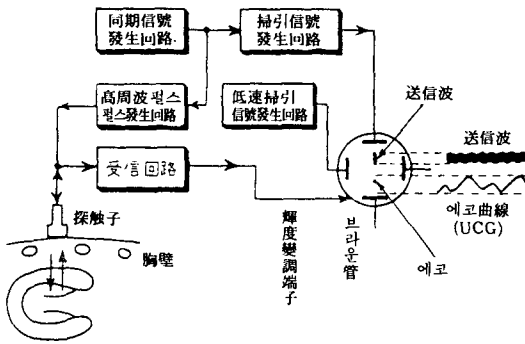 同期信號
發生回路
掃引信號
發生回路
高周波펄스
펄스發生回路
低速掃引
信號發生回路
送信波
送信波
受信回路
探触子
胸壁
輝度變調端子
브라운管
에코曲線
(UCG)
에코